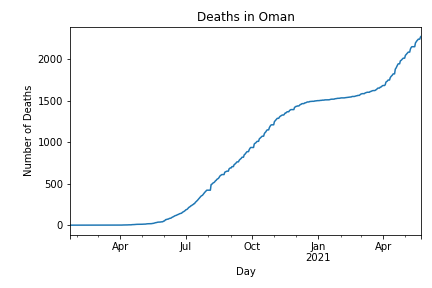 Deaths in Oman
Number of Deaths
2000
1500
1000
500
0
Apr Jul Oct Jan Apr
2021
Day